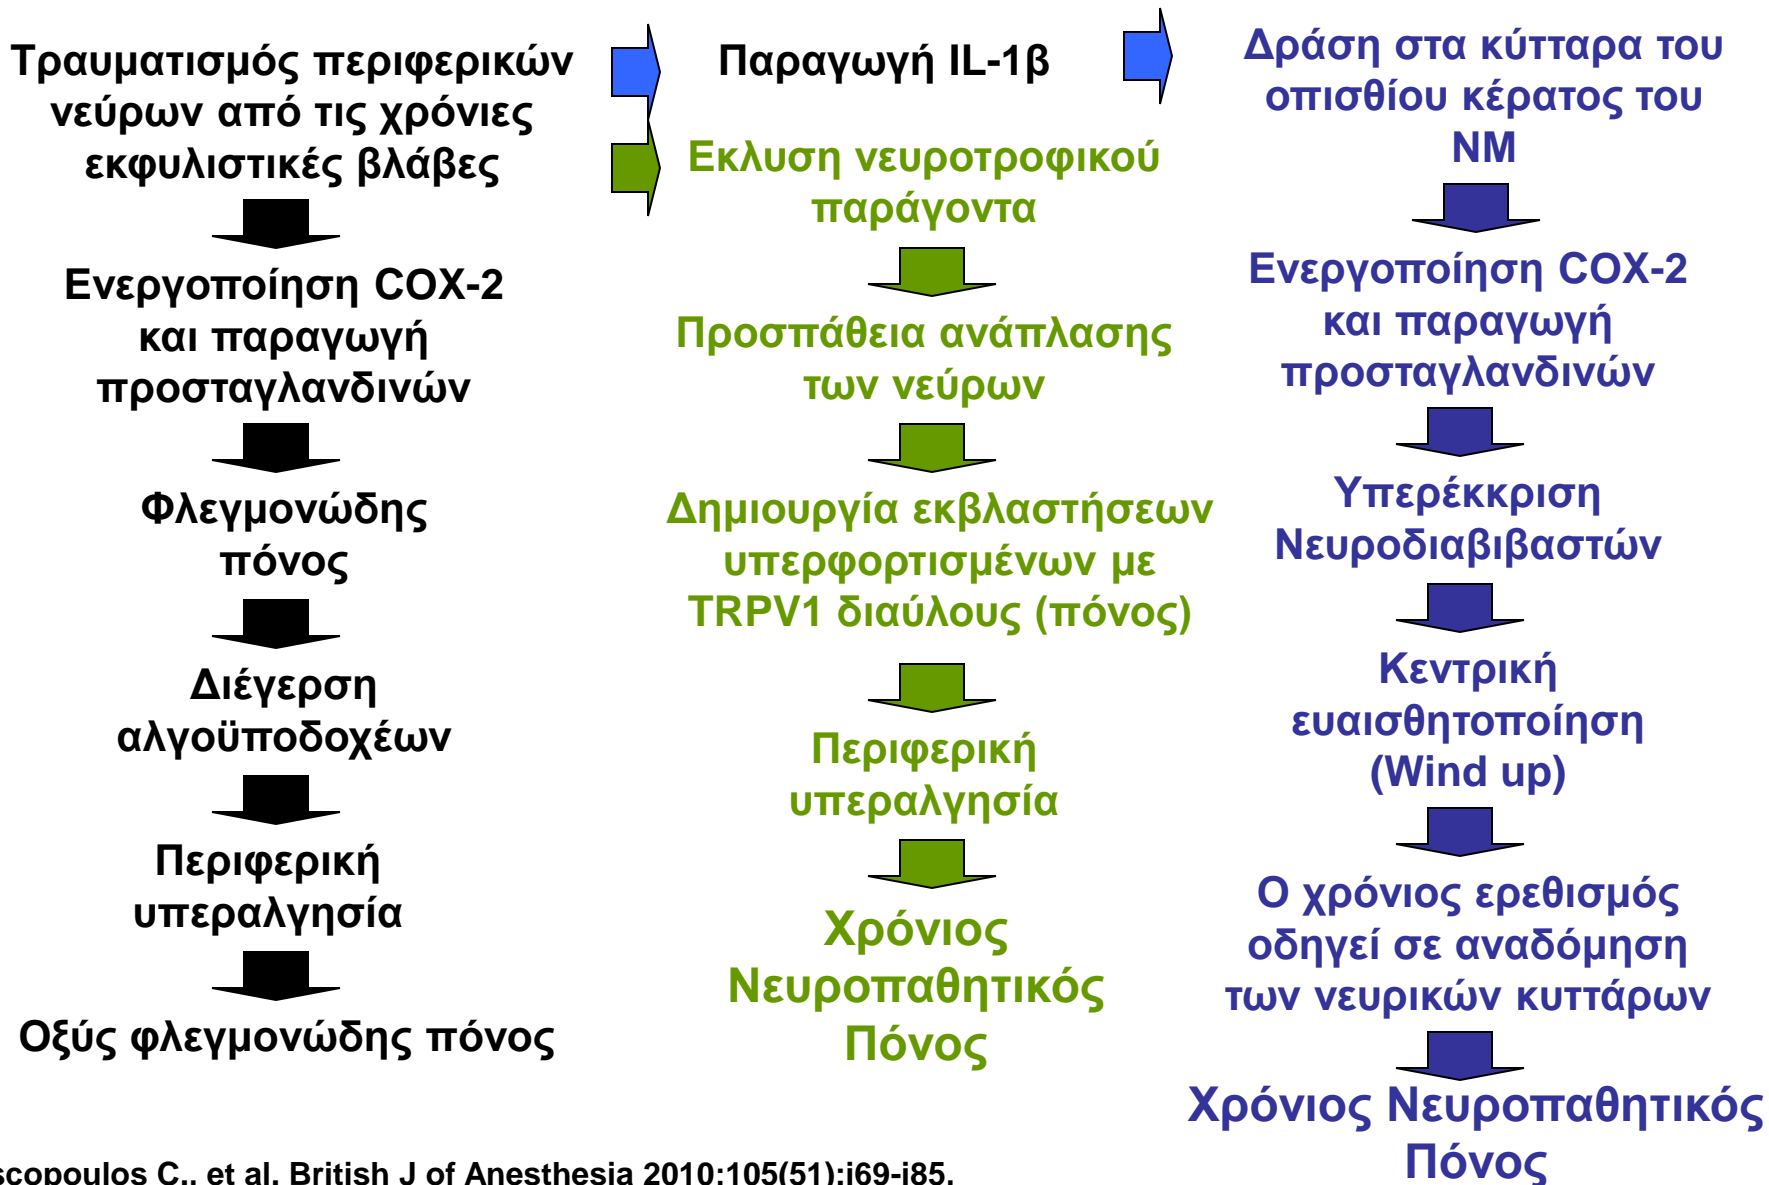 Τραυματισμός περιφερικών
νεύρων από τις χρόνιες
εκφυλιστικές βλάβες
Ενεργοποίηση COX-2
και παραγωγή
προσταγλανδινών
Φλεγμονώδης
πόνος
Διέγερση
αλγοϋποδοχέων
Περιφερική
υπεραλγησία
Οξύς φλεγμονώδης πόνος
Παραγωγή IL-1β
Εκλυση νευροτροφικού
παράγοντα
Προσπάθεια ανάπλασης
των νεύρων
Δημιουργία εκβλαστήσεων
υπερφορτισμένων με
TRPV1 διαύλους (πόνος)
Περιφερική
υπεραλγησία
Χρόνιος
Νευροπαθητικός
Πόνος
Δράση στα κύτταρα του
οπισθίου κέρατος του
ΝΜ
Ενεργοποίηση COX-2
και παραγωγή
προσταγλανδινών
Υπερέκκριση
Νευροδιαβιβαστών
Κεντρική
ευαισθητοποίηση
(Wind up)
Ο χρόνιος ερεθισμός
οδηγεί σε αναδόμηση
των νευρικών κυττάρων
Χρόνιος Νευροπαθητικός
Πόνος
scopoulos C., et al. British J of Anesthesia 2010;105(51):i69-i85.